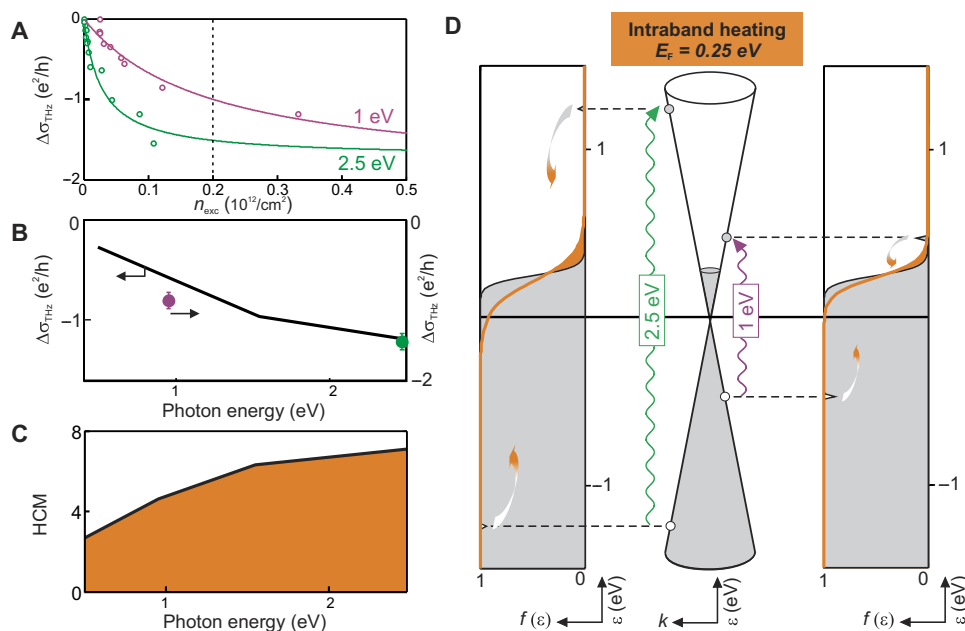 A
Δσ_THz (e²/h)
0
−1
−2
1 eV
2.5 eV
0 0.1 0.2 0.3 0.4 0.5
n_exc (10¹²/cm²)
B
Δσ_THz (e²/h)
0
−1
0
−2
Δσ_THz (e²/h)
1 2
Photon energy (eV)
C
HCM
8
4
0
1 2
Photon energy (eV)
D
Intraband heating
E_F = 0.25 eV
1
−1
1 0
f (ε)
ε (eV)
2.5 eV
1 eV
k
ε (eV)
1
−1
1 0
f (ε)
ε (eV)